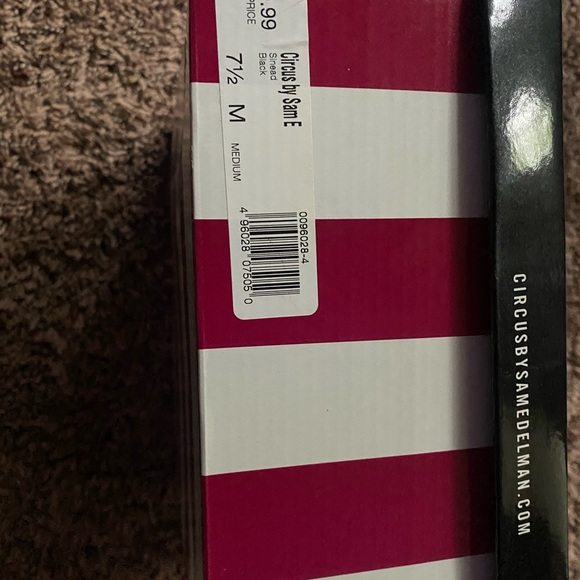 Circus by Sam E
Sinead
Black
.99
PRICE
7½ M MEDIUM
0096028-4
4 96028 07505 0
CIRCUSBYSAMEDELMAN.COM